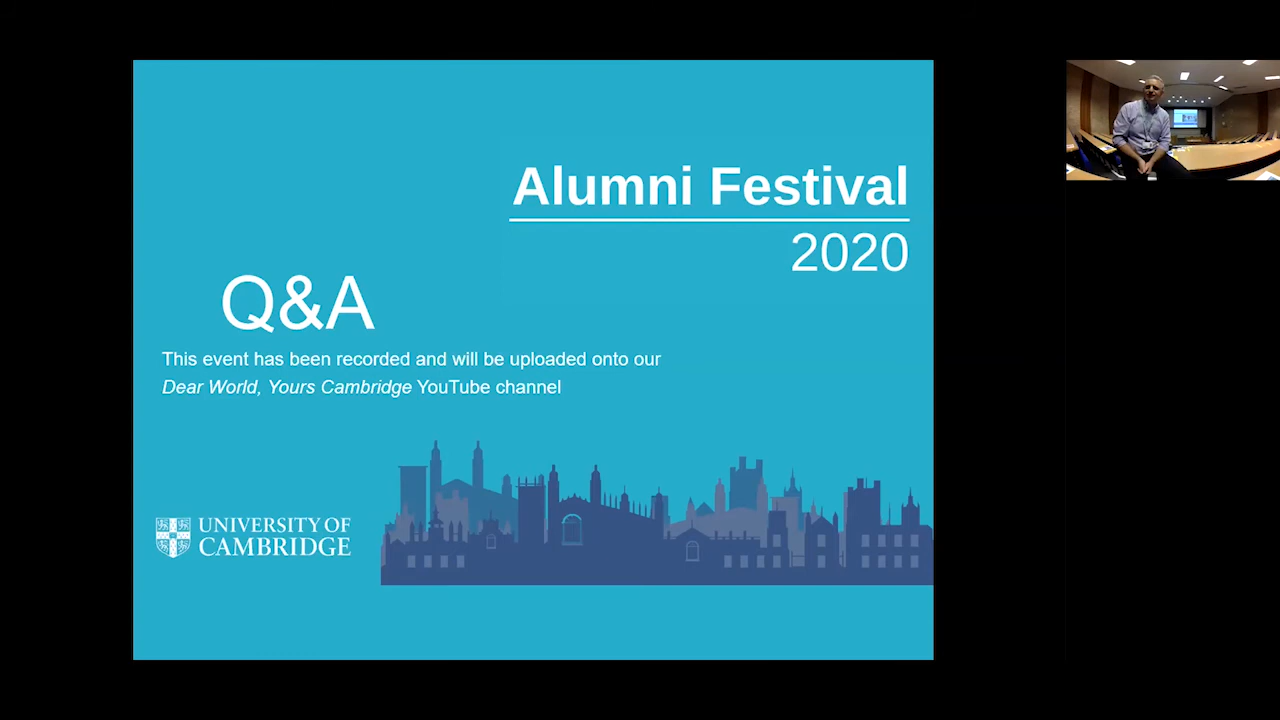 Alumni Festival
2020
Q&A
This event has been recorded and will be uploaded onto our
Dear World, Yours Cambridge YouTube channel
UNIVERSITY OF
CAMBRIDGE